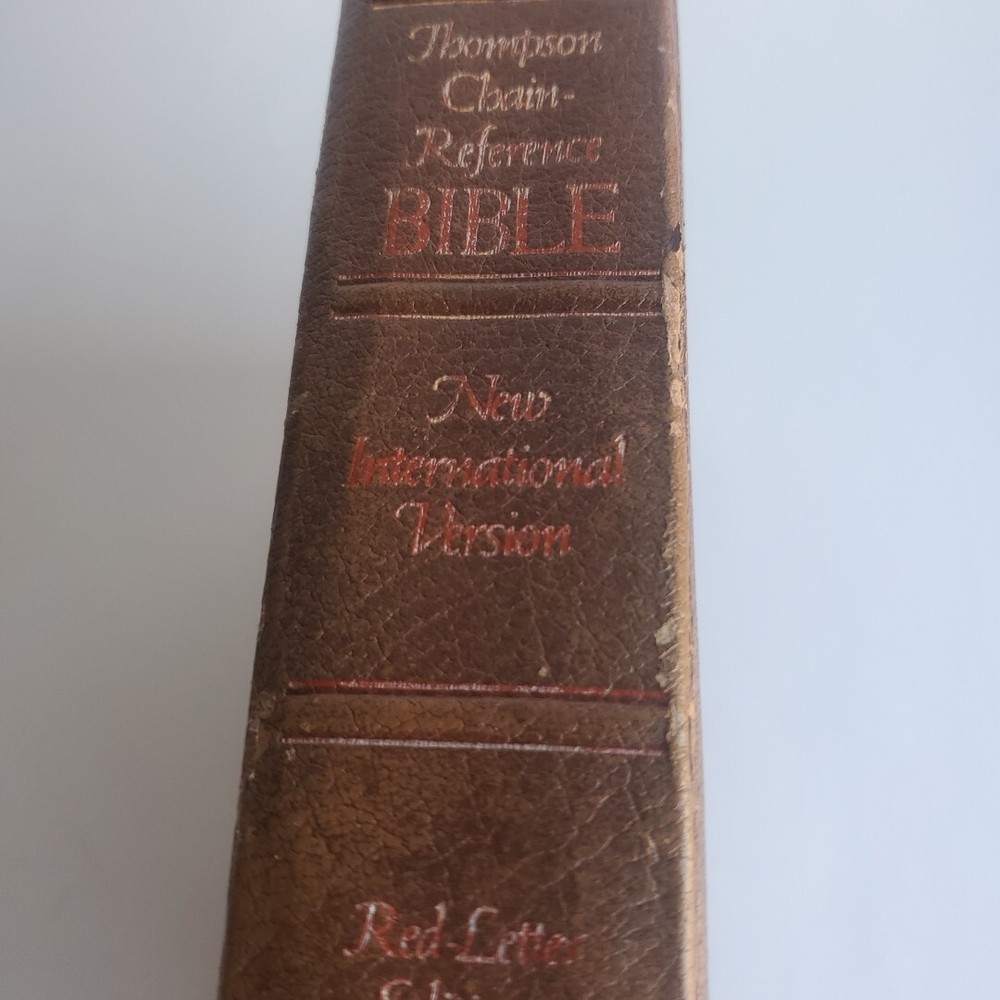 Thompson
Chain-
Reference
BIBLE
New
International
Version
Red-Letter